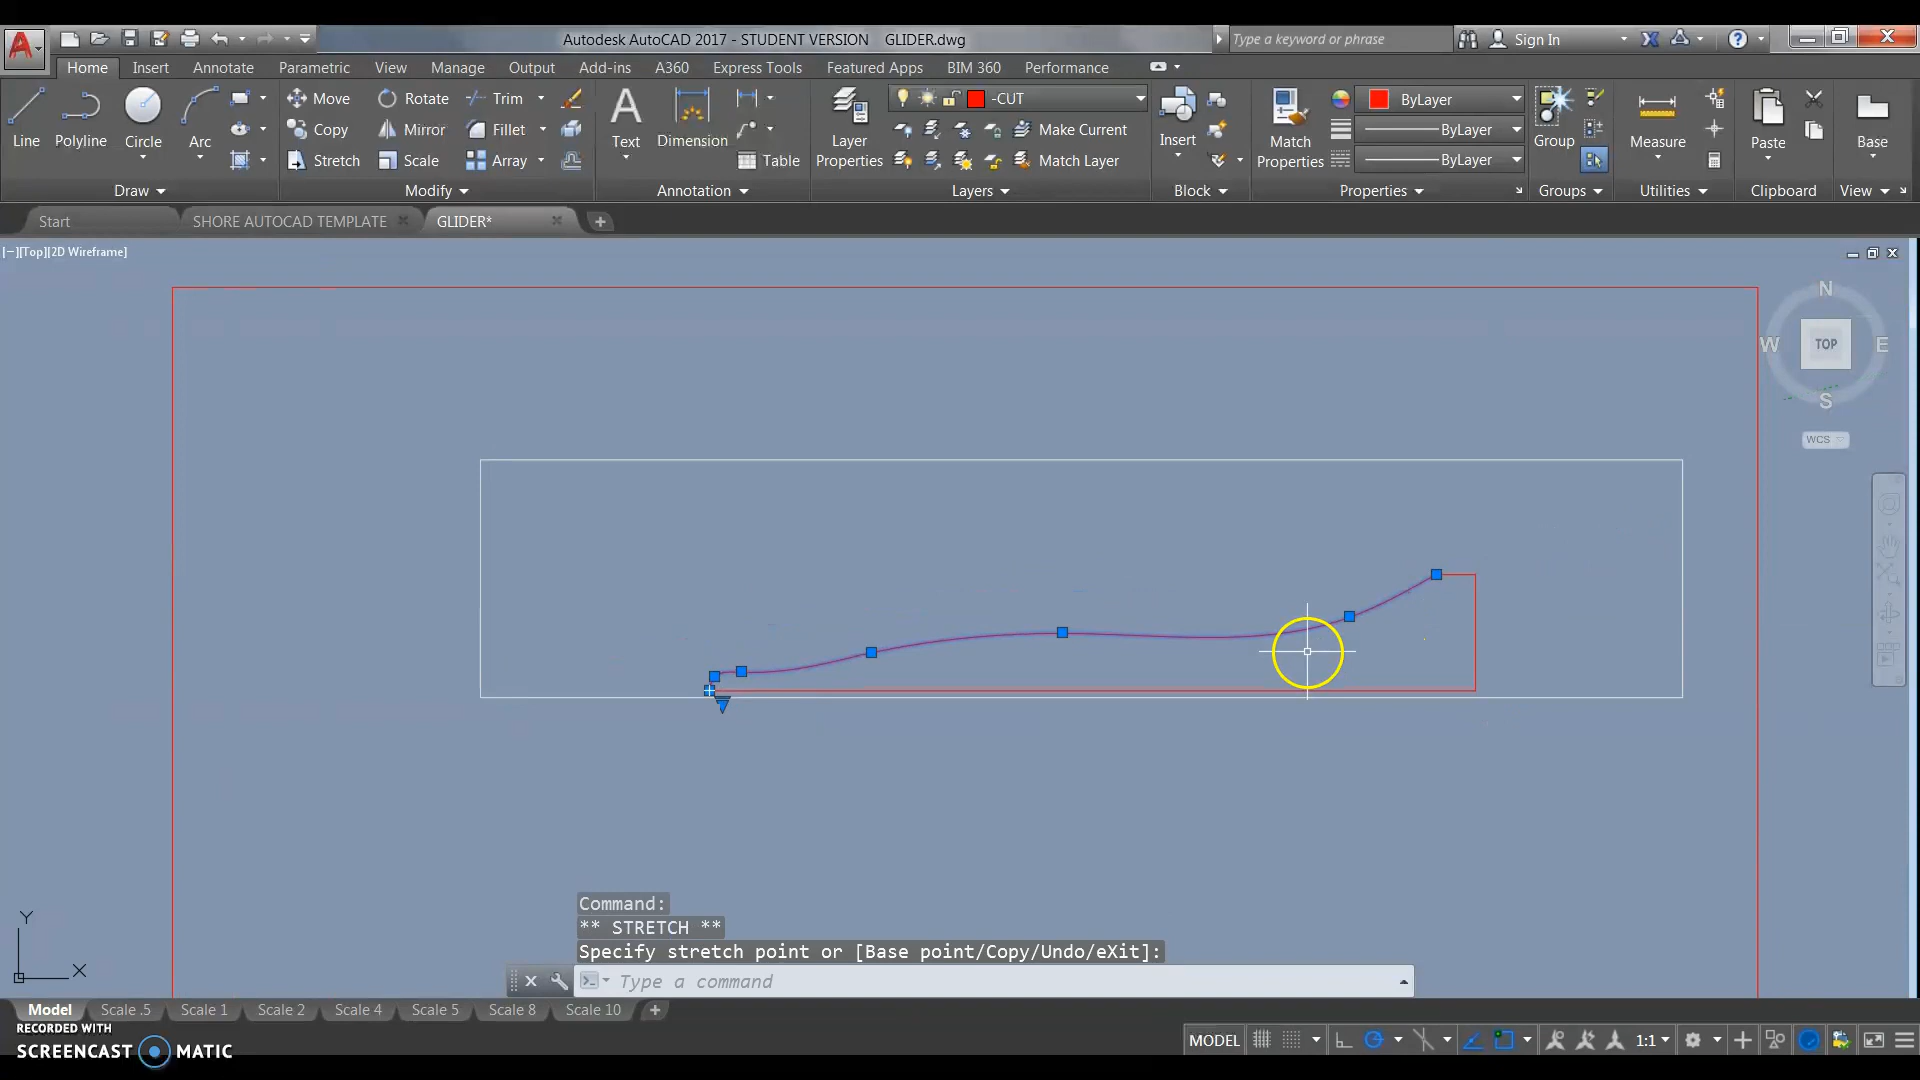 Autodesk AutoCAD 2017 - STUDENT VERSION GLIDER.dwg
Type a keyword or phrase
Sign In
Home Insert Annotate Parametric View Manage Output Add-ins A360 Express Tools Featured Apps BIM 360 Performance
Line
Polyline
Circle
Arc
Draw
Move Rotate Trim
Copy Mirror Fillet
Stretch Scale Array
Modify
Text
Dimension
Table
Annotation
Layer Properties
-CUT
Make Current
Match Layer
Layers
Insert
Block
Match Properties
ByLayer
ByLayer
ByLayer
Properties
Group
Groups
Measure
Utilities
Paste
Clipboard
Base
View
Start SHORE AUTOCAD TEMPLATE GLIDER*
[−][Top][2D Wireframe]
N
W TOP E
S
WCS
Command:
** STRETCH **
Specify stretch point or [Base point/Copy/Undo/eXit]:
Type a command
Y
X
Model Scale .5 Scale 1 Scale 2 Scale 4 Scale 5 Scale 8 Scale 10
RECORDED WITH
SCREENCAST MATIC
MODEL 1:1